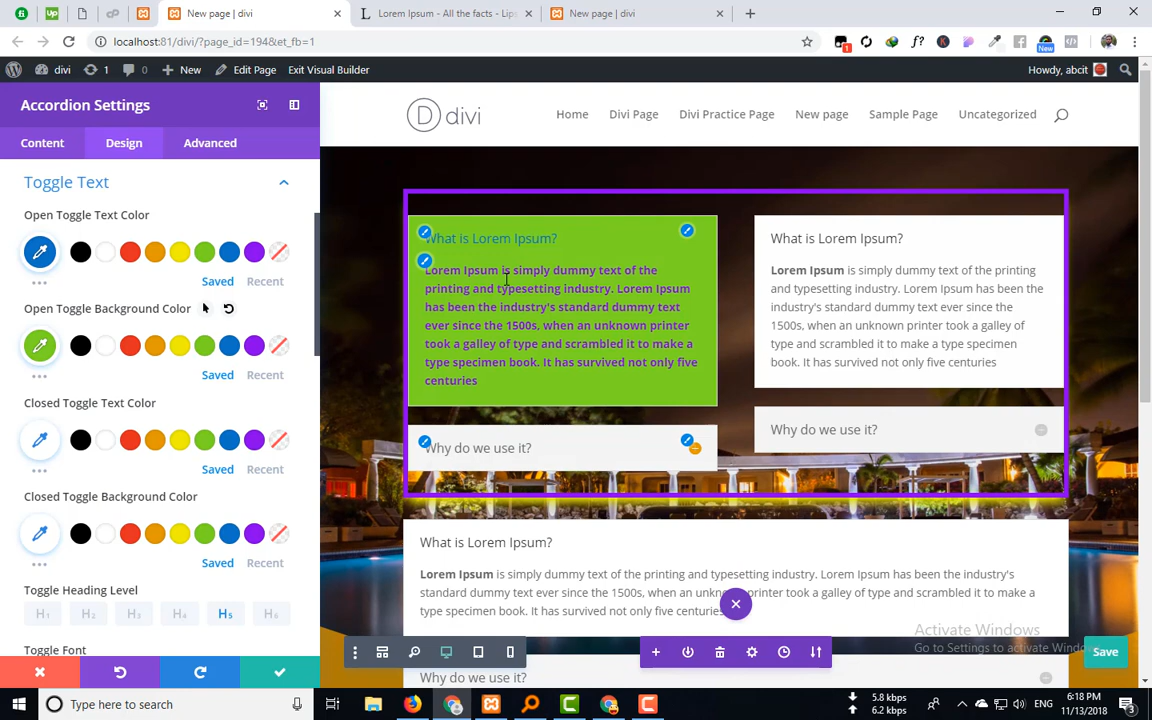 New page | divi
Lorem Ipsum - All the facts - Lips
New page | divi
localhost:81/divi/?page_id=194&et_fb=1
1
New
divi
1
0
New
Edit Page
Exit Visual Builder
Howdy, abcit
Accordion Settings
Content
Design
Advanced
Toggle Text
Open Toggle Text Color
Saved
Recent
Open Toggle Background Color
Saved
Recent
Closed Toggle Text Color
Saved
Recent
Closed Toggle Background Color
Saved
Recent
Toggle Heading Level
H1
H2
H3
H4
H5
H6
Toggle Font
D divi
Home
Divi Page
Divi Practice Page
New page
Sample Page
Uncategorized
What is Lorem Ipsum?
Lorem Ipsum is simply dummy text of the
printing and typesetting industry. Lorem Ipsum
has been the industry's standard dummy text
ever since the 1500s, when an unknown printer
took a galley of type and scrambled it to make a
type specimen book. It has survived not only five
centuries
Why do we use it?
What is Lorem Ipsum?
Lorem Ipsum is simply dummy text of the printing
and typesetting industry. Lorem Ipsum has been the
industry's standard dummy text ever since the
1500s, when an unknown printer took a galley of
type and scrambled it to make a type specimen
book. It has survived not only five centuries
Why do we use it?
What is Lorem Ipsum?
Lorem Ipsum is simply dummy text of the printing and typesetting industry. Lorem Ipsum has been the industry's
standard dummy text ever since the 1500s, when an unknown printer took a galley of type and scrambled it to make a
type specimen book. It has survived not only five centuries
Why do we use it?
Activate Windows
Go to Settings to activate Windows
Save
Type here to search
5.8 kbps
6.2 kbps
ENG
6:18 PM
11/13/2018
3